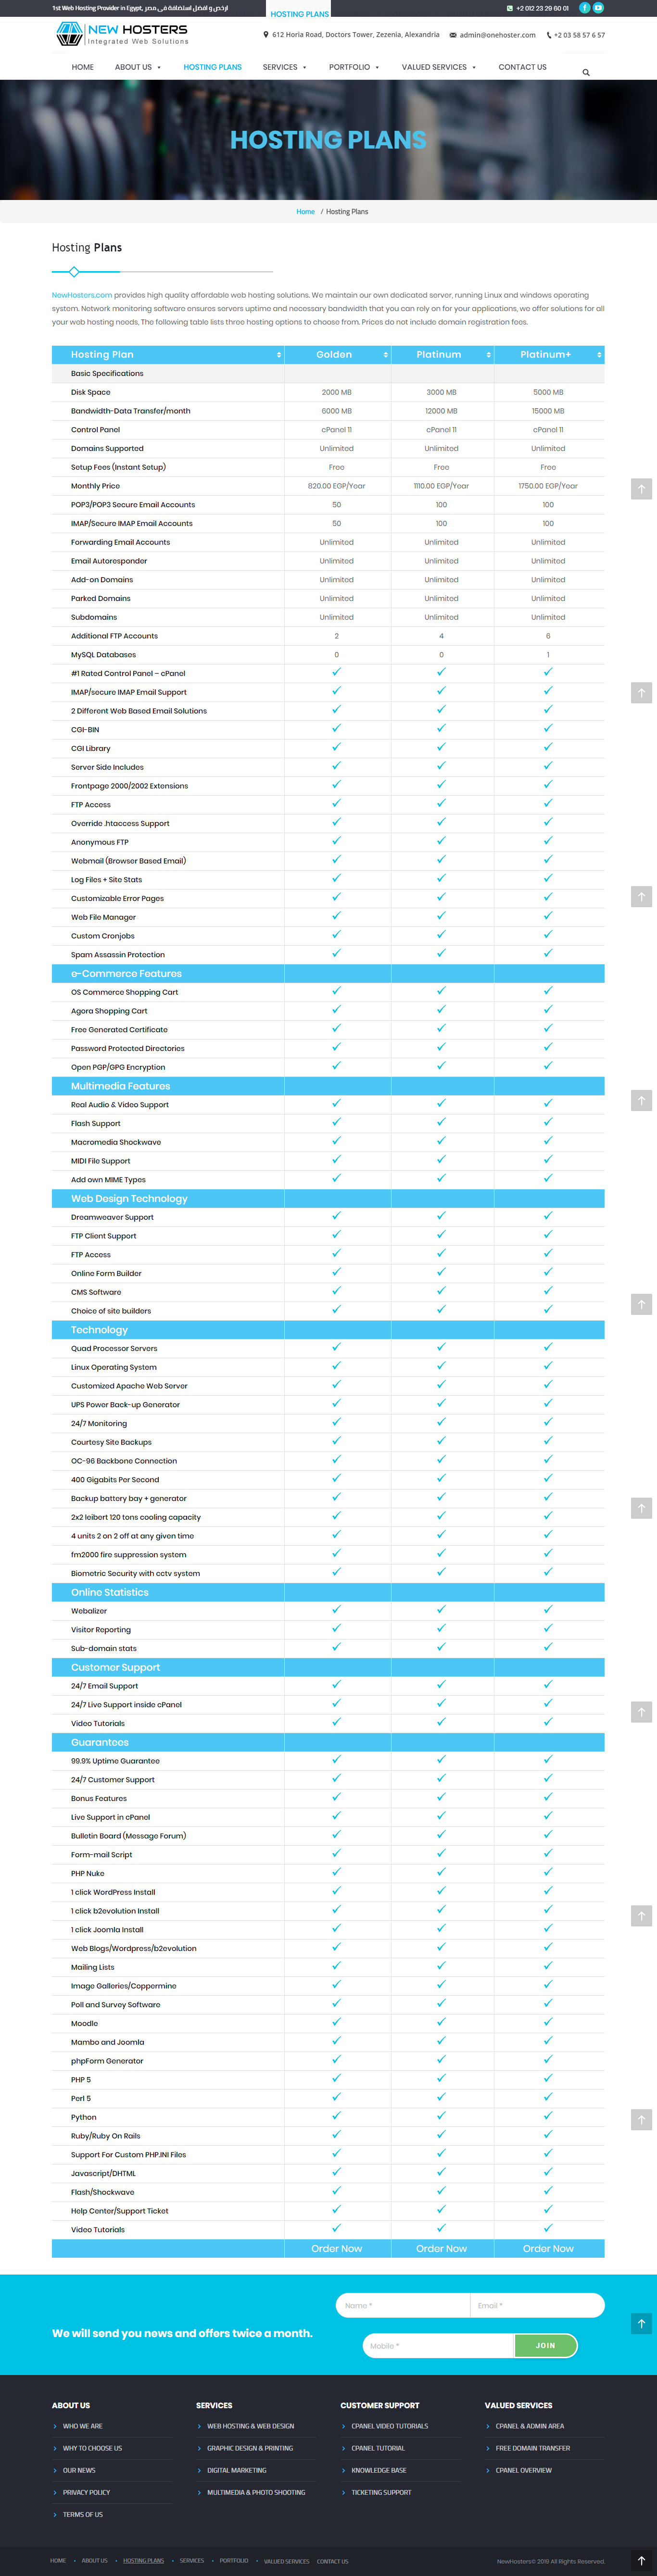 1st Web Hosting Provider in Egypt, ارخص و افضل استضافة فى مصر
HOSTING PLANS
+2 012 23 29 60 01
NEW HOSTERS
Integrated Web Solutions
612 Horia Road, Doctors Tower, Zezenia, Alexandria
admin@onehoster.com
+2 03 58 57 6 57
HOME ABOUT US HOSTING PLANS SERVICES PORTFOLIO VALUED SERVICES CONTACT US
HOSTING PLANS
Home / Hosting Plans
Hosting Plans
NewHosters.com provides high quality affordable web hosting solutions. We maintain our own dedicated server, running Linux and windows operating
system. Network monitoring software ensures servers uptime and necessary bandwidth that you can rely on for your applications, we offer solutions for all
your web hosting needs, The following table lists three hosting options to choose from. Prices do not include domain registration fees.
Hosting Plan Golden Platinum Platinum+
Basic Specifications
Disk Space 2000 MB 3000 MB 5000 MB
Bandwidth-Data Transfer/month 6000 MB 12000 MB 15000 MB
Control Panel cPanel 11 cPanel 11 cPanel 11
Domains Supported Unlimited Unlimited Unlimited
Setup Fees (Instant Setup) Free Free Free
Monthly Price 820.00 EGP/Year 1110.00 EGP/Year 1750.00 EGP/Year
POP3/POP3 Secure Email Accounts 50 100 100
IMAP/Secure IMAP Email Accounts 50 100 100
Forwarding Email Accounts Unlimited Unlimited Unlimited
Email Autoresponder Unlimited Unlimited Unlimited
Add-on Domains Unlimited Unlimited Unlimited
Parked Domains Unlimited Unlimited Unlimited
Subdomains Unlimited Unlimited Unlimited
Additional FTP Accounts 2 4 6
MySQL Databases 0 0 1
#1 Rated Control Panel – cPanel
IMAP/secure IMAP Email Support
2 Different Web Based Email Solutions
CGI-BIN
CGI Library
Server Side Includes
Frontpage 2000/2002 Extensions
FTP Access
Override .htaccess Support
Anonymous FTP
Webmail (Browser Based Email)
Log Files + Site Stats
Customizable Error Pages
Web File Manager
Custom Cronjobs
Spam Assassin Protection
e-Commerce Features
OS Commerce Shopping Cart
Agora Shopping Cart
Free Generated Certificate
Password Protected Directories
Open PGP/GPG Encryption
Multimedia Features
Real Audio & Video Support
Flash Support
Macromedia Shockwave
MIDI File Support
Add own MIME Types
Web Design Technology
Dreamweaver Support
FTP Client Support
FTP Access
Online Form Builder
CMS Software
Choice of site builders
Technology
Quad Processor Servers
Linux Operating System
Customized Apache Web Server
UPS Power Back-up Generator
24/7 Monitoring
Courtesy Site Backups
OC-96 Backbone Connection
400 Gigabits Per Second
Backup battery bay + generator
2x2 leibert 120 tons cooling capacity
4 units 2 on 2 off at any given time
fm2000 fire suppression system
Biometric Security with cctv system
Online Statistics
Webalizer
Visitor Reporting
Sub-domain stats
Customer Support
24/7 Email Support
24/7 Live Support inside cPanel
Video Tutorials
Guarantees
99.9% Uptime Guarantee
24/7 Customer Support
Bonus Features
Live Support in cPanel
Bulletin Board (Message Forum)
Form-mail Script
PHP Nuke
1 click WordPress Install
1 click b2evolution Install
1 click Joomla Install
Web Blogs/Wordpress/b2evolution
Mailing Lists
Image Galleries/Coppermine
Poll and Survey Software
Moodle
Mambo and Joomla
phpForm Generator
PHP 5
Perl 5
Python
Ruby/Ruby On Rails
Support For Custom PHP.INI Files
Javascript/DHTML
Flash/Shockwave
Help Center/Support Ticket
Video Tutorials
Order Now Order Now Order Now
Name * Email *
We will send you news and offers twice a month.
Mobile * JOIN
ABOUT US SERVICES CUSTOMER SUPPORT VALUED SERVICES
WHO WE ARE WEB HOSTING & WEB DESIGN CPANEL VIDEO TUTORIALS CPANEL & ADMIN AREA
WHY TO CHOOSE US GRAPHIC DESIGN & PRINTING CPANEL TUTORIAL FREE DOMAIN TRANSFER
OUR NEWS DIGITAL MARKETING KNOWLEDGE BASE CPANEL OVERVIEW
PRIVACY POLICY MULTIMEDIA & PHOTO SHOOTING TICKETING SUPPORT
TERMS OF US
HOME ABOUT US HOSTING PLANS SERVICES PORTFOLIO VALUED SERVICES CONTACT US
NewHosters© 2019 All Rights Reserved.